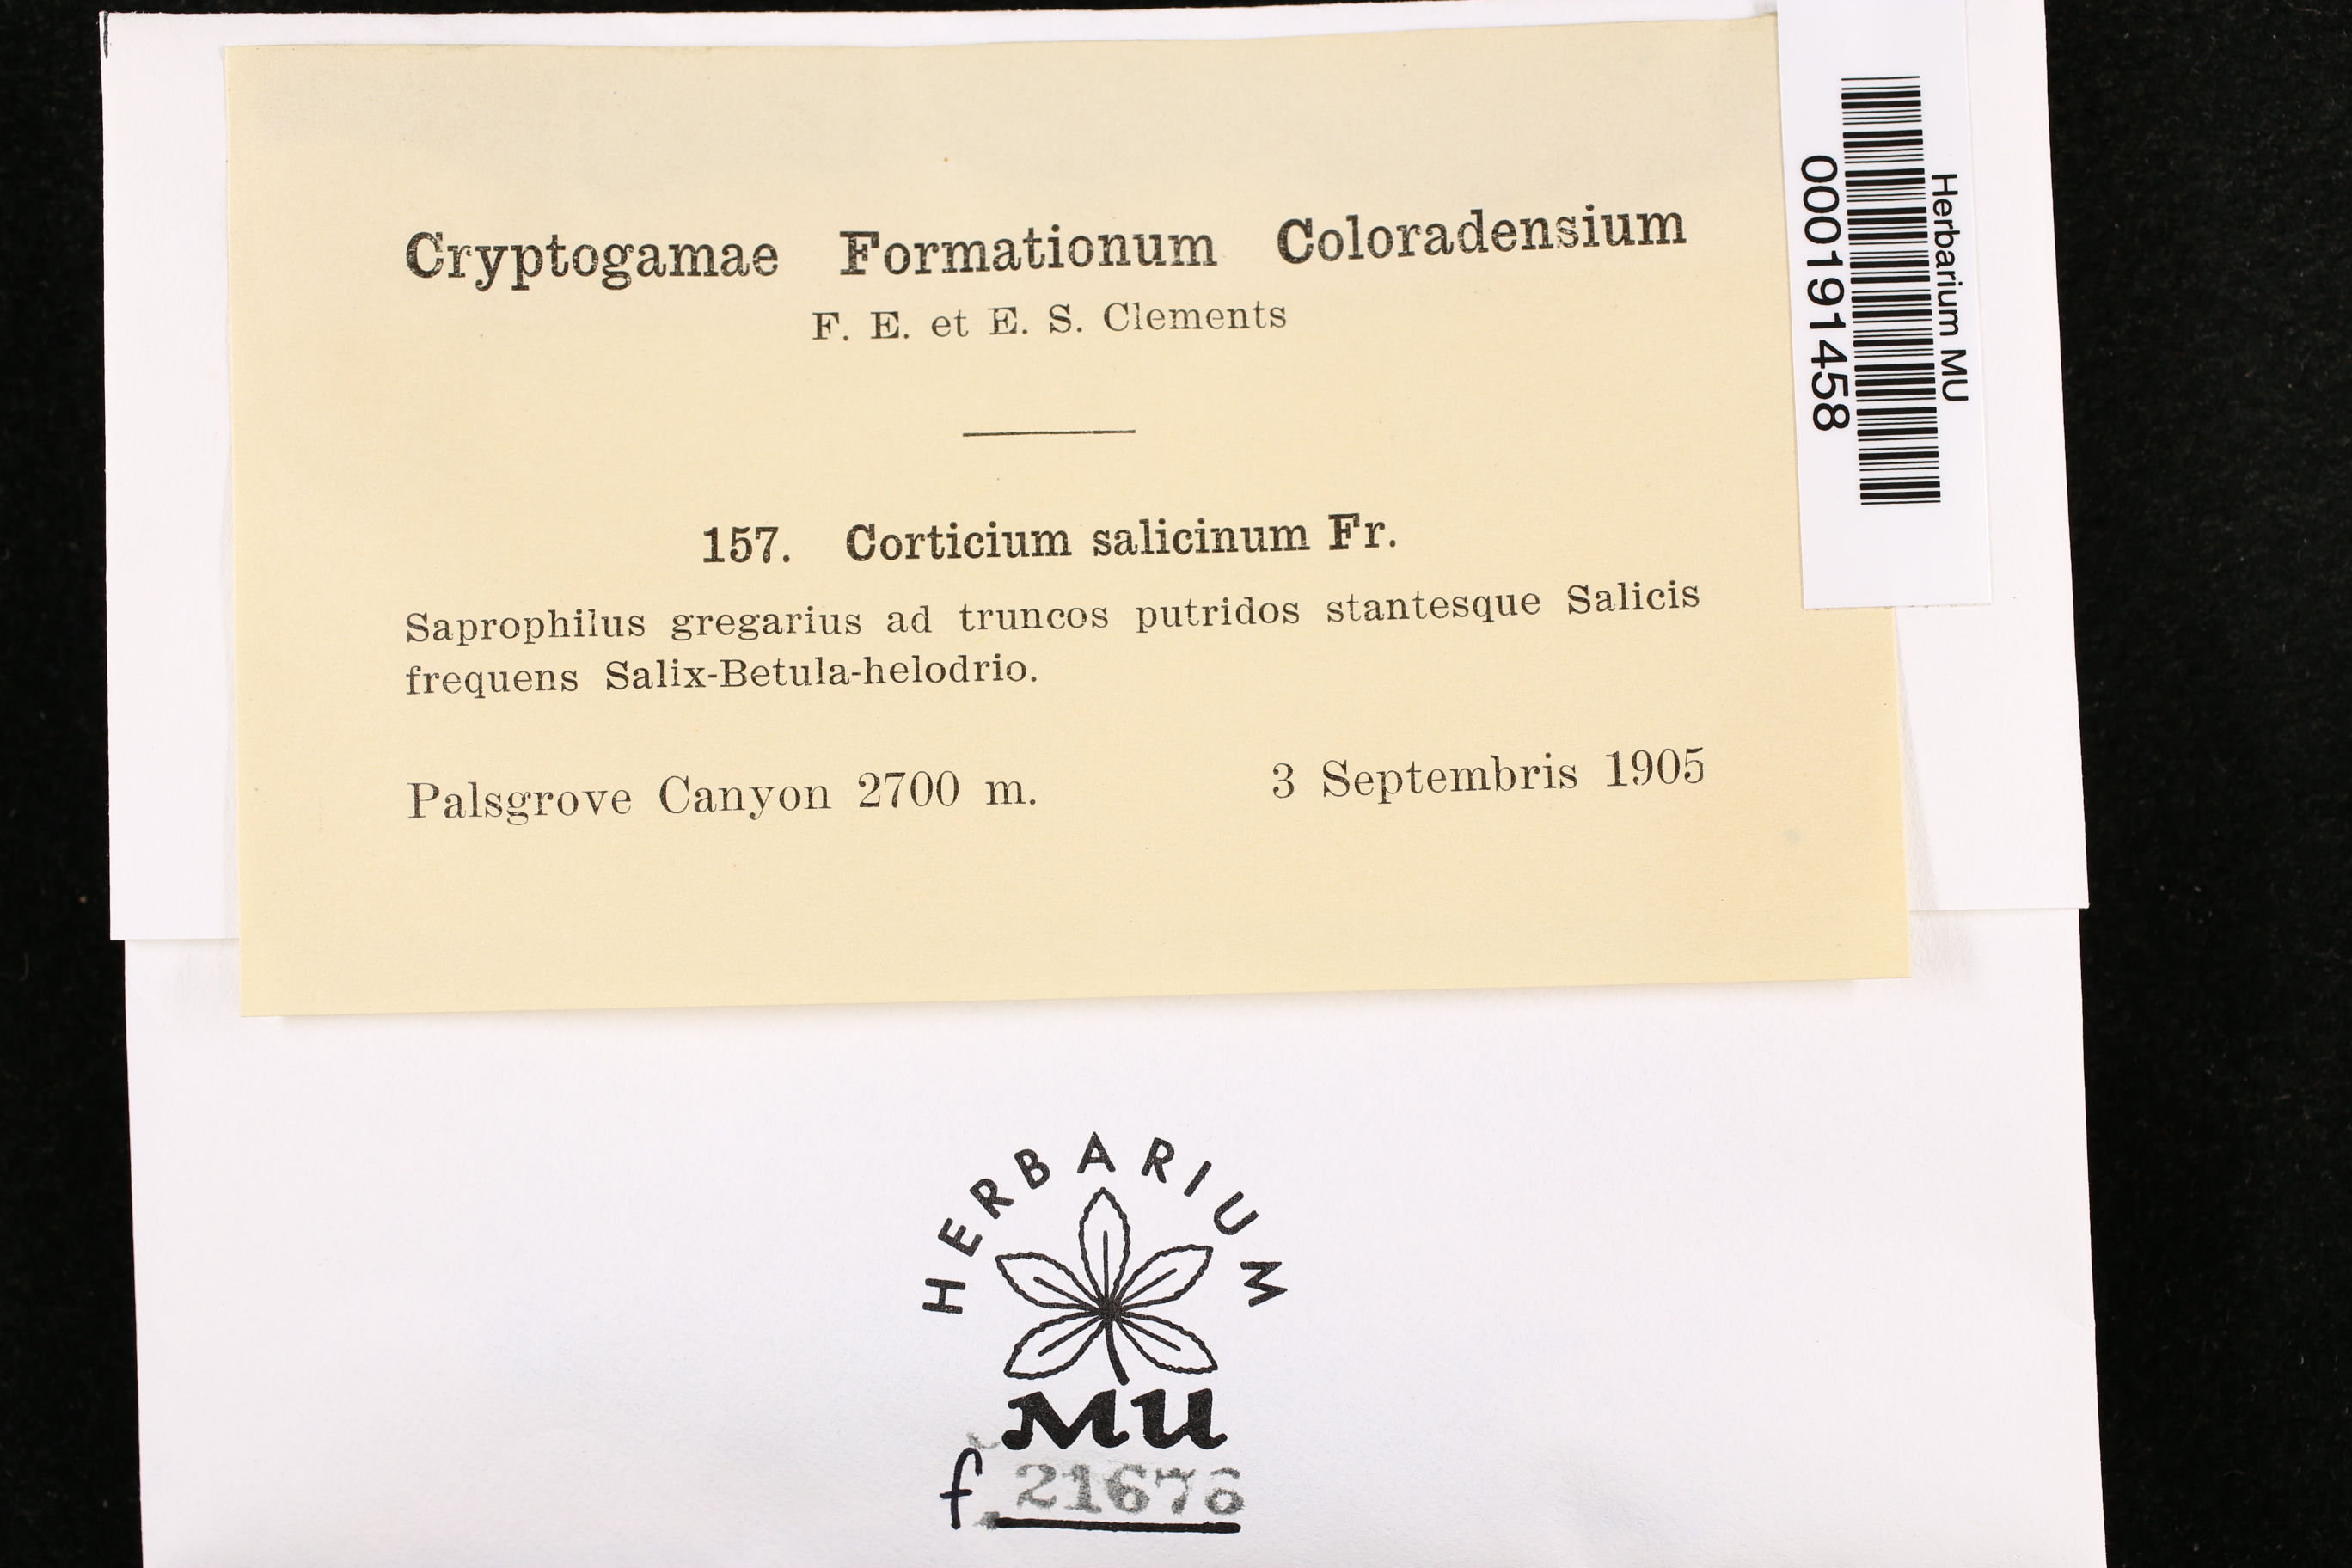 Cryptogamae Formationum Coloradensium
F. E. et E. S. Clements
157. Corticium salicinum Fr.
Saprophilus gregarius ad truncos putridos stantesque Salicis
frequens Salix-Betula-helodrio.
Palsgrove Canyon 2700 m. 3 Septembris 1905
Herbarium MU
000191458
HERBARIUM
MU
f 21676